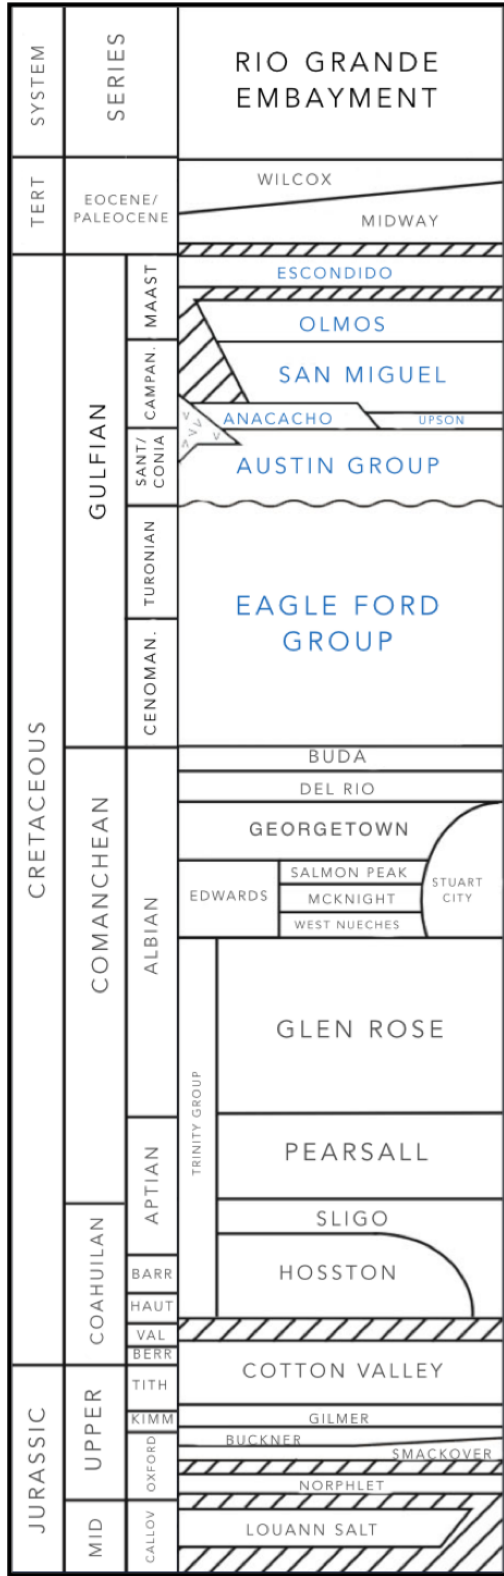 SYSTEM
SERIES
RIO GRANDE
EMBAYMENT
TERT
EOCENE/
PALEOCENE
WILCOX
MIDWAY
CRETACEOUS
GULFIAN
MAAST
ESCONDIDO
OLMOS
CAMPAN.
SAN MIGUEL
ANACACHO
UPSON
SANT/
CONIA
AUSTIN GROUP
TURONIAN
EAGLE FORD
GROUP
CENOMAN.
COMANCHEAN
ALBIAN
BUDA
DEL RIO
GEORGETOWN
EDWARDS
SALMON PEAK
MCKNIGHT
WEST NUECHES
STUART
CITY
TRINITY GROUP
GLEN ROSE
APTIAN
PEARSALL
COAHUILAN
SLIGO
BARR
HOSSTON
HAUT
VAL
BERR
JURASSIC
UPPER
TITH
COTTON VALLEY
KIMM
GILMER
OXFORD
BUCKNER
SMACKOVER
NORPHLET
MID
CALLOV
LOUANN SALT